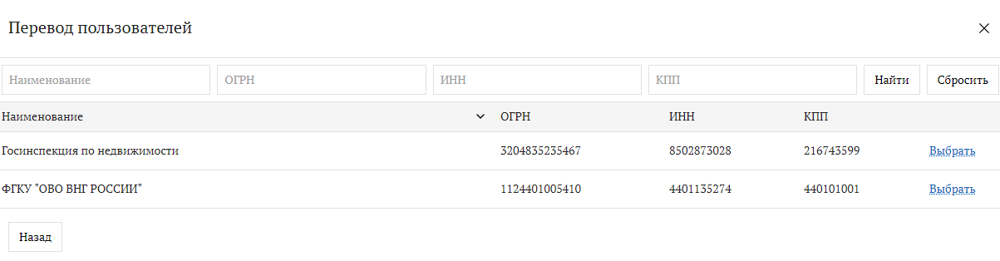 Перевод пользователей
Наименование ОГРН ИНН КПП Найти Сбросить
Наименование ОГРН ИНН КПП
Госинспекция по недвижимости 3204835235467 8502873028 216743599 Выбрать
ФГКУ "ОВО ВНГ РОССИИ" 1124401005410 4401135274 440101001 Выбрать
Назад